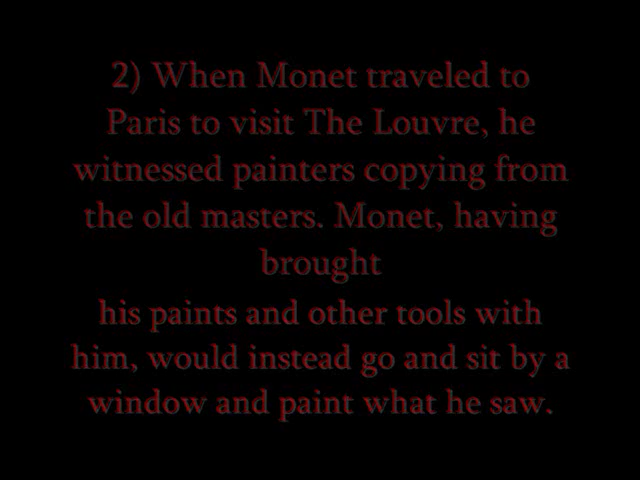 2) When Monet traveled to
Paris to visit The Louvre, he
witnessed painters copying from
the old masters. Monet, having
brought
his paints and other tools with
him, would instead go and sit by a
window and paint what he saw.